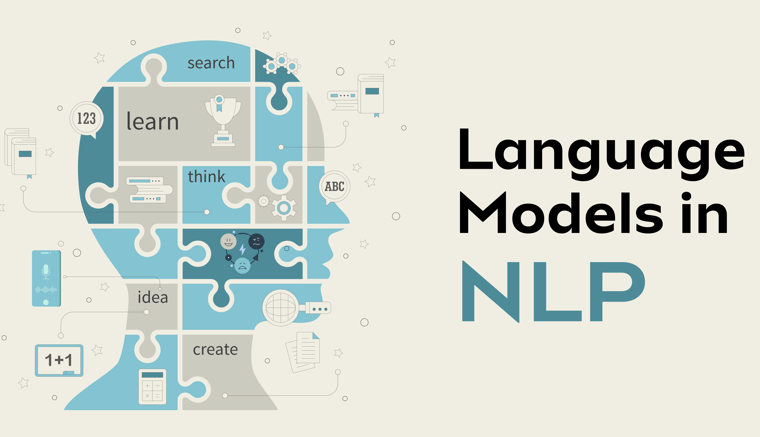 search
123
learn
think
ABC
idea
1+1
create
Language
Models in
NLP